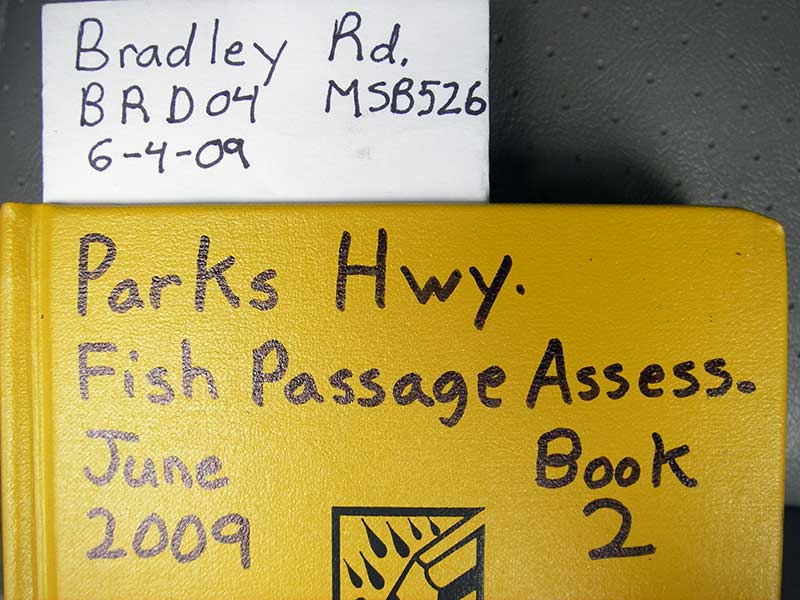 Bradley Rd.
BRD04 MSB526
6-4-09
Parks Hwy.
Fish Passage Assess.
June Book
2009 2